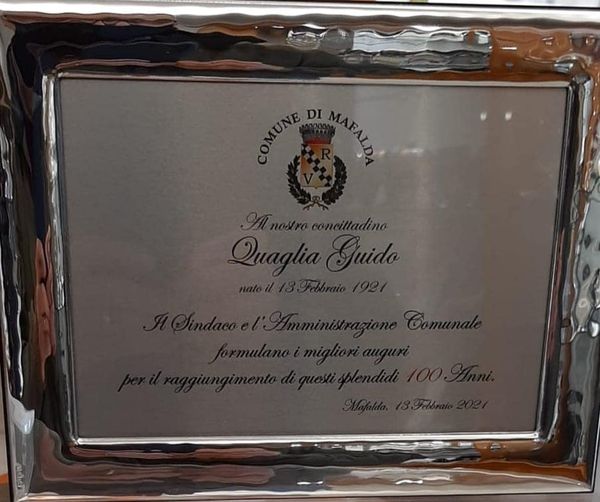 COMUNE DI MAFALDA
R
V
Al nostro concittadino
Quaglia Guido
nato il 13 Febbraio 1921
Il Sindaco e l'Amministrazione Comunale
formulano i migliori auguri
per il raggiungimento di questi splendidi 100 Anni.
Mafalda, 13 Febbraio 2021